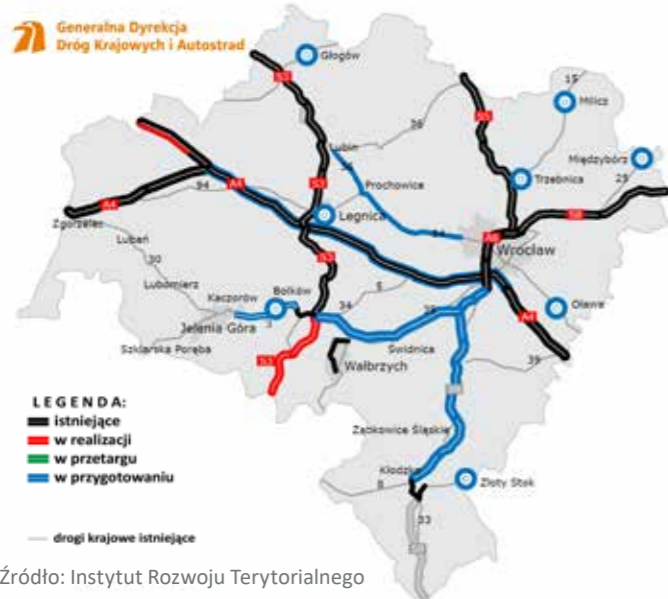 Generalna Dyrekcja
Dróg Krajowych i Autostrad
Głogów
S3
15
Milicz
36
S5
Lubin
Międzybórz
25
Trzebnica
S3
Prochowice
A4
94
Legnica
S8
A4
Zgorzelec
94
A8
Wrocław
Lubań
S3
30
Lubomierz
Bolków
5
Kaczorów
34
35
Oława
A4
3
Jelenia Góra
Szklarska Poręba
Świdnica
39
S3
Wałbrzych
LEGENDA:
istniejące
w realizacji
w przetargu
w przygotowaniu
Ząbkowice Śląskie
Kłodzko
8
Złoty Stok
33
drogi krajowe istniejące
Źródło: Instytut Rozwoju Terytorialnego